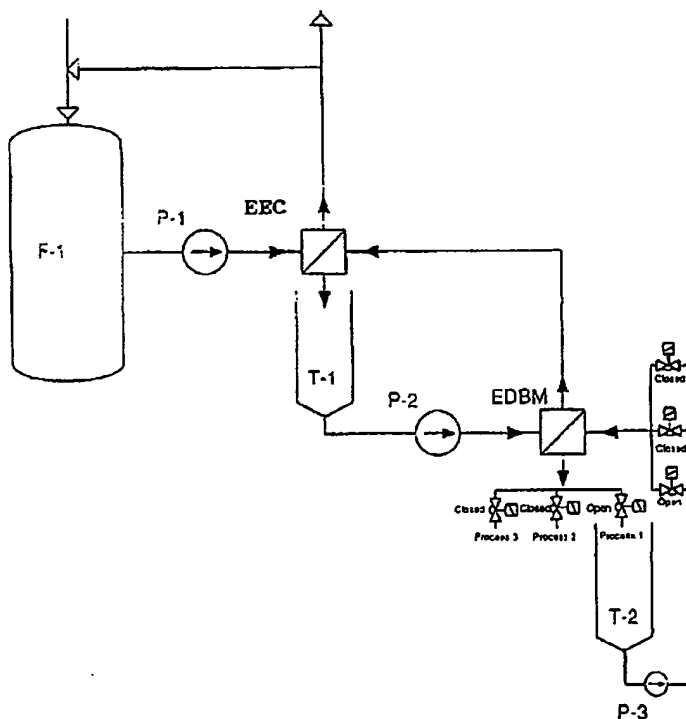 EEC
P-1
F-1
T-1
P-2
EDBM
Closed
Closed
Open
Closed Closed Open
Process 3 Process 2 Process 1
T-2
P-3